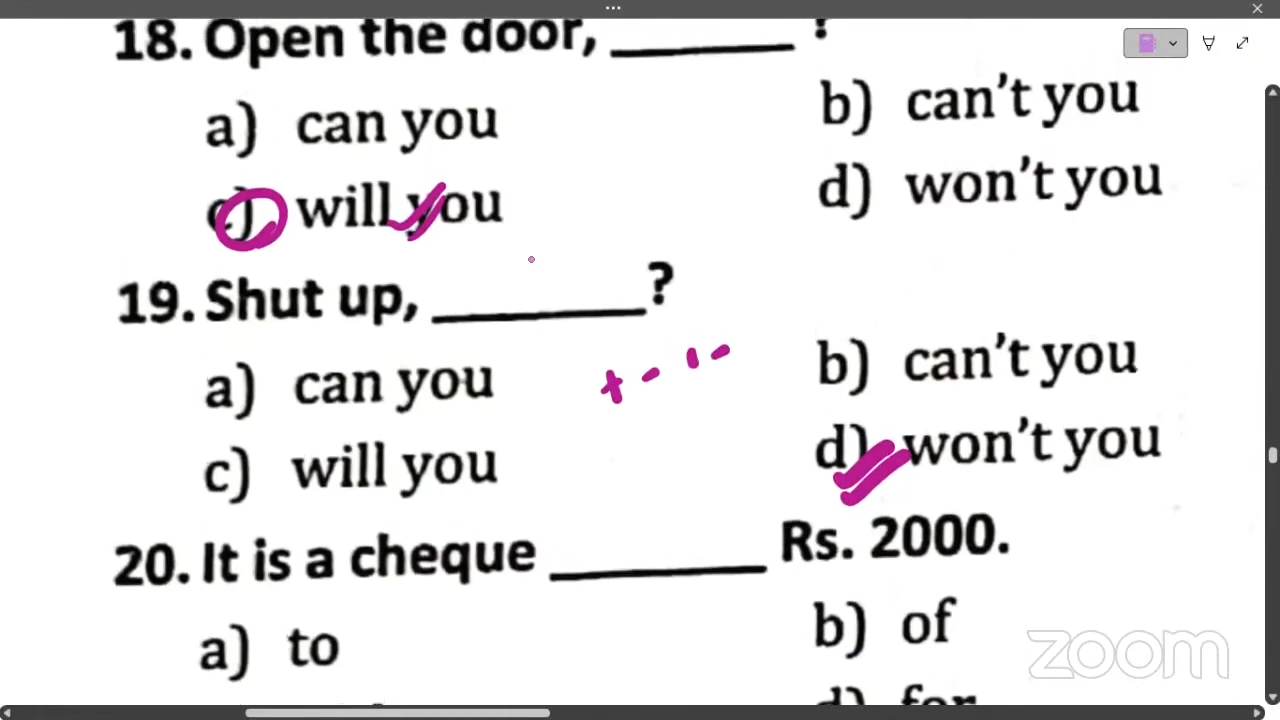 18. Open the door, ________ ?
a) can you
b) can't you
c) will you
d) won't you
19. Shut up, ________?
a) can you
b) can't you
c) will you
d) won't you
20. It is a cheque ________ Rs. 2000.
a) to
b) of
d) for
zoom